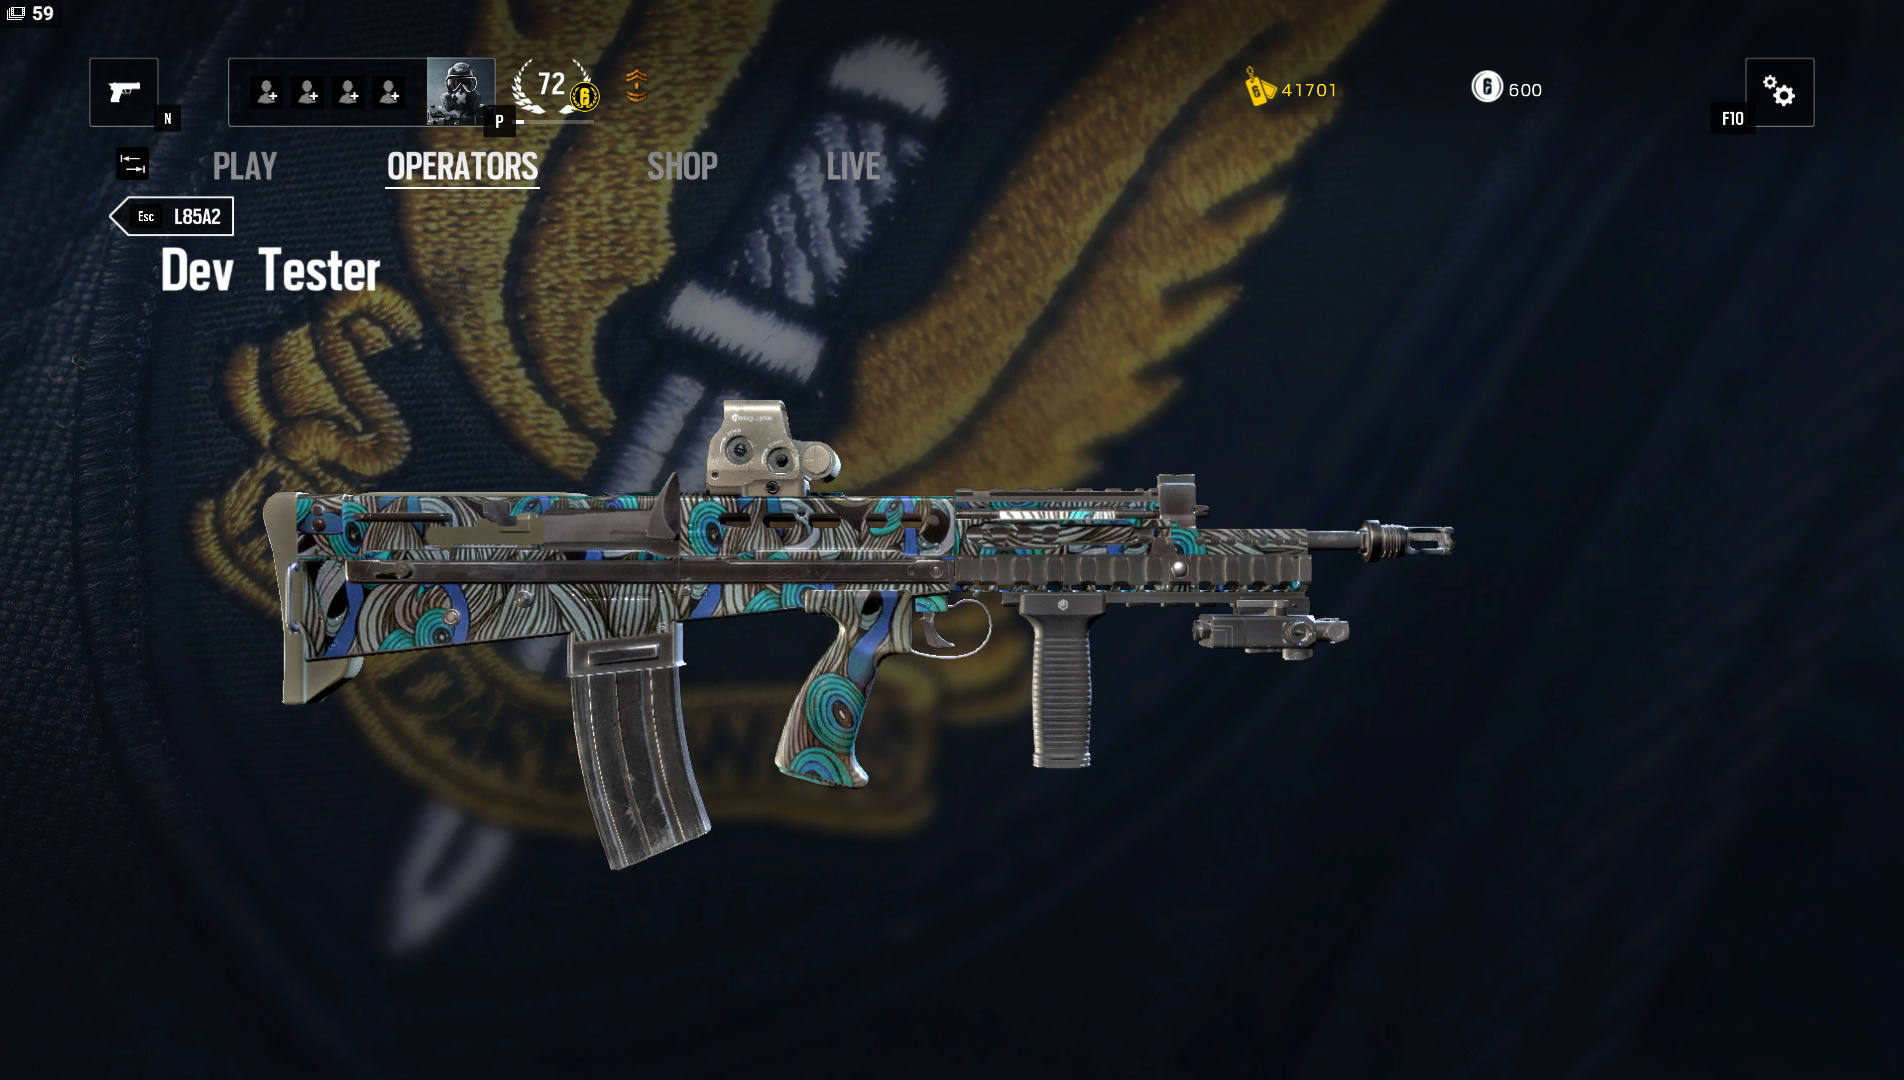 59
N
P
72
41701
600
F10
PLAY
OPERATORS
SHOP
LIVE
Esc L85A2
Dev Tester